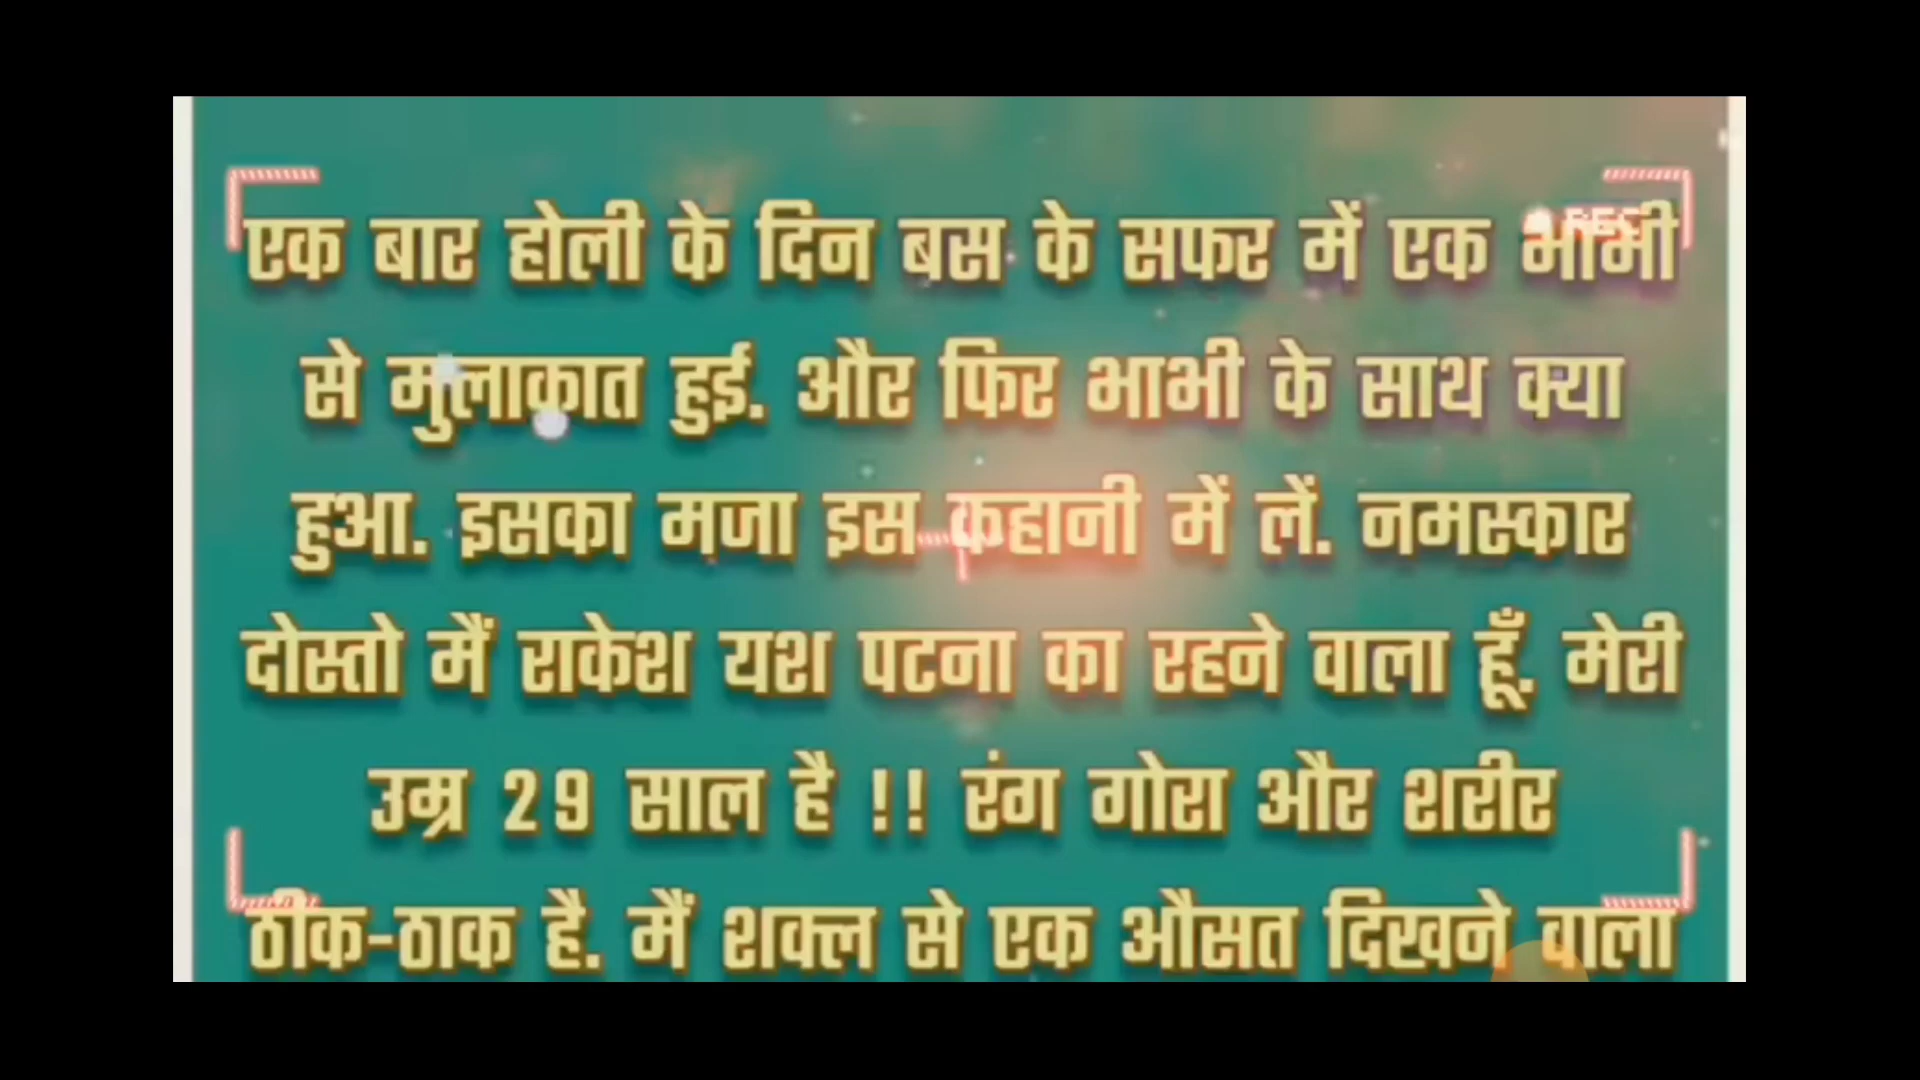 एक बार होली के दिन बस के सफर में एक भाभी
से मुलाकात हुई. और फिर भाभी के साथ क्या
हुआ. इसका मजा इस कहानी में लें. नमस्कार
दोस्तो मैं राकेश यश पटना का रहने वाला हूँ. मेरी
उम्र 29 साल है !! रंग गोरा और शरीर
ठीक-ठाक है. मैं शक्ल से एक औसत दिखने वाला